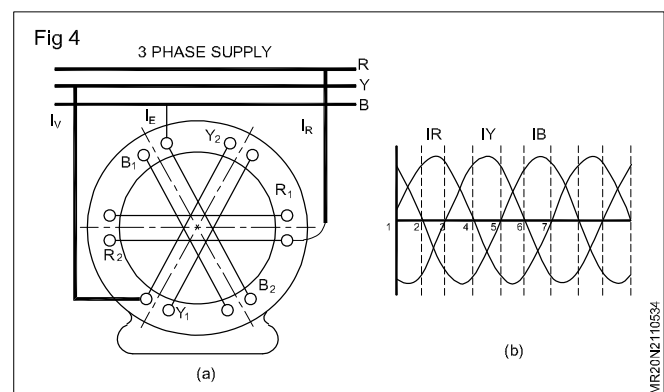 Fig 4
3 PHASE SUPPLY
R
Y
B
IV
IE
IR
Y2
B1
R1
R2
B2
Y1
(a)
IR IY IB
1 2 3 4 5 6 7
(b)
MR20N2110534